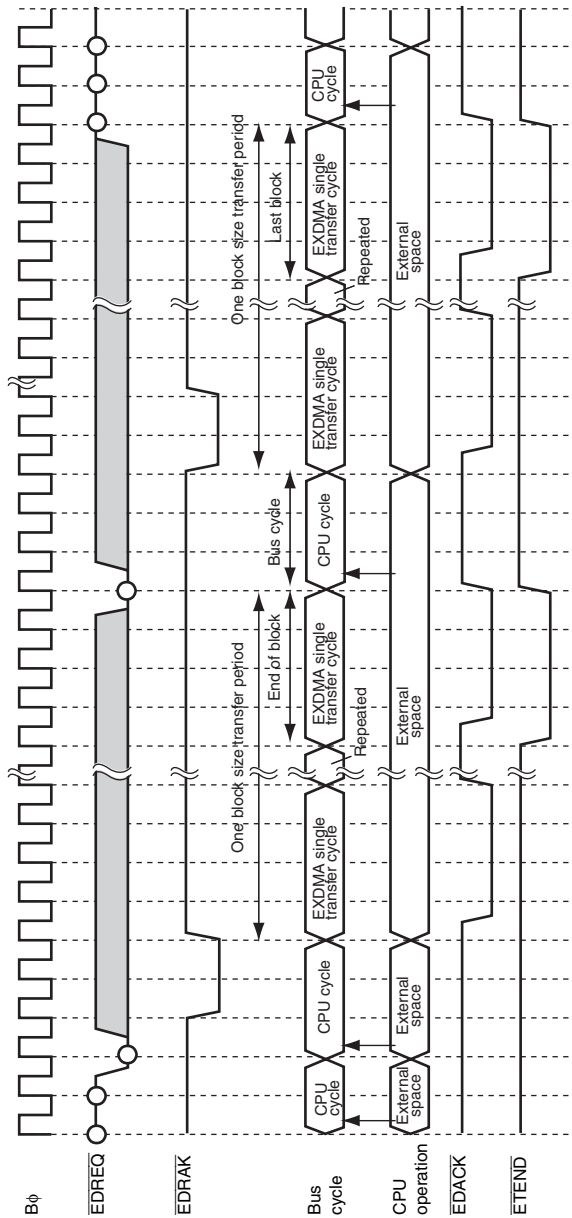 Bφ
EDREQ
EDRAK
One block size transfer period
One block size transfer period
End of block
Bus cycle
Last block
Bus
cycle
CPU
cycle
CPU cycle
EXDMA single
transfer cycle
EXDMA single
transfer cycle
CPU cycle
EXDMA single
transfer cycle
EXDMA single
transfer cycle
CPU
cycle
Repeated
Repeated
CPU
operation
External
space
External
space
External
space
External
space
EDACK
ETEND